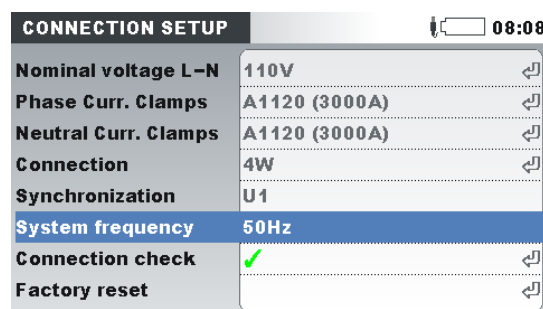 CONNECTION SETUP 08:08
Nominal voltage L-N 110V
Phase Curr. Clamps A1120 (3000A)
Neutral Curr. Clamps A1120 (3000A)
Connection 4W
Synchronization U1
System frequency 50Hz
Connection check ✓
Factory reset